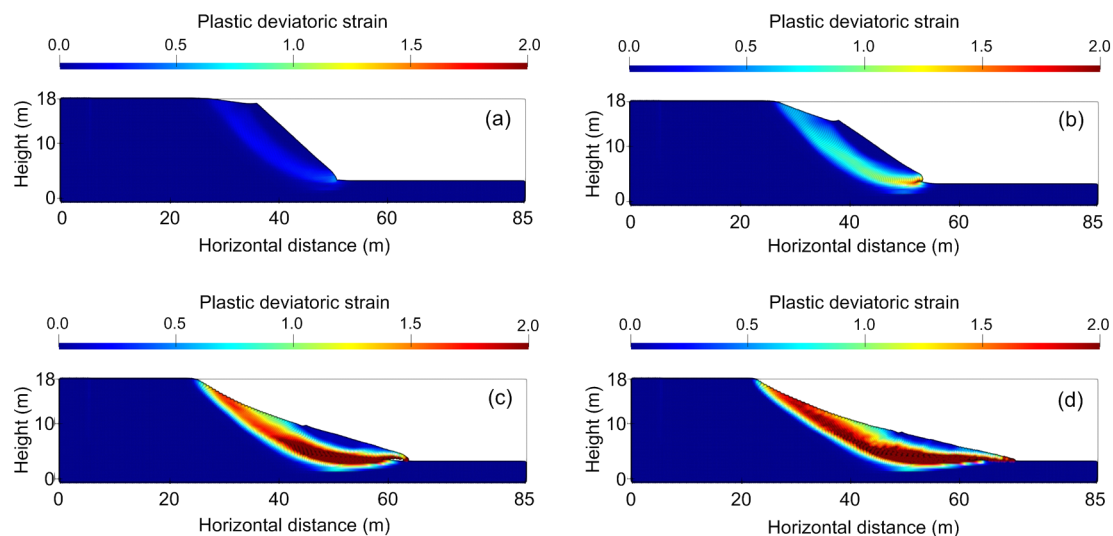 Plastic deviatoric strain
0.0 0.5 1.0 1.5 2.0
18
10
0
Height (m)
(a)
0 20 40 60 85
Horizontal distance (m)
Plastic deviatoric strain
0.0 0.5 1.0 1.5 2.0
18
10
0
Height (m)
(b)
0 20 40 60 85
Horizontal distance (m)
Plastic deviatoric strain
0.0 0.5 1.0 1.5 2.0
18
10
0
Height (m)
(c)
0 20 40 60 85
Horizontal distance (m)
Plastic deviatoric strain
0.0 0.5 1.0 1.5 2.0
18
10
0
Height (m)
(d)
0 20 40 60 85
Horizontal distance (m)